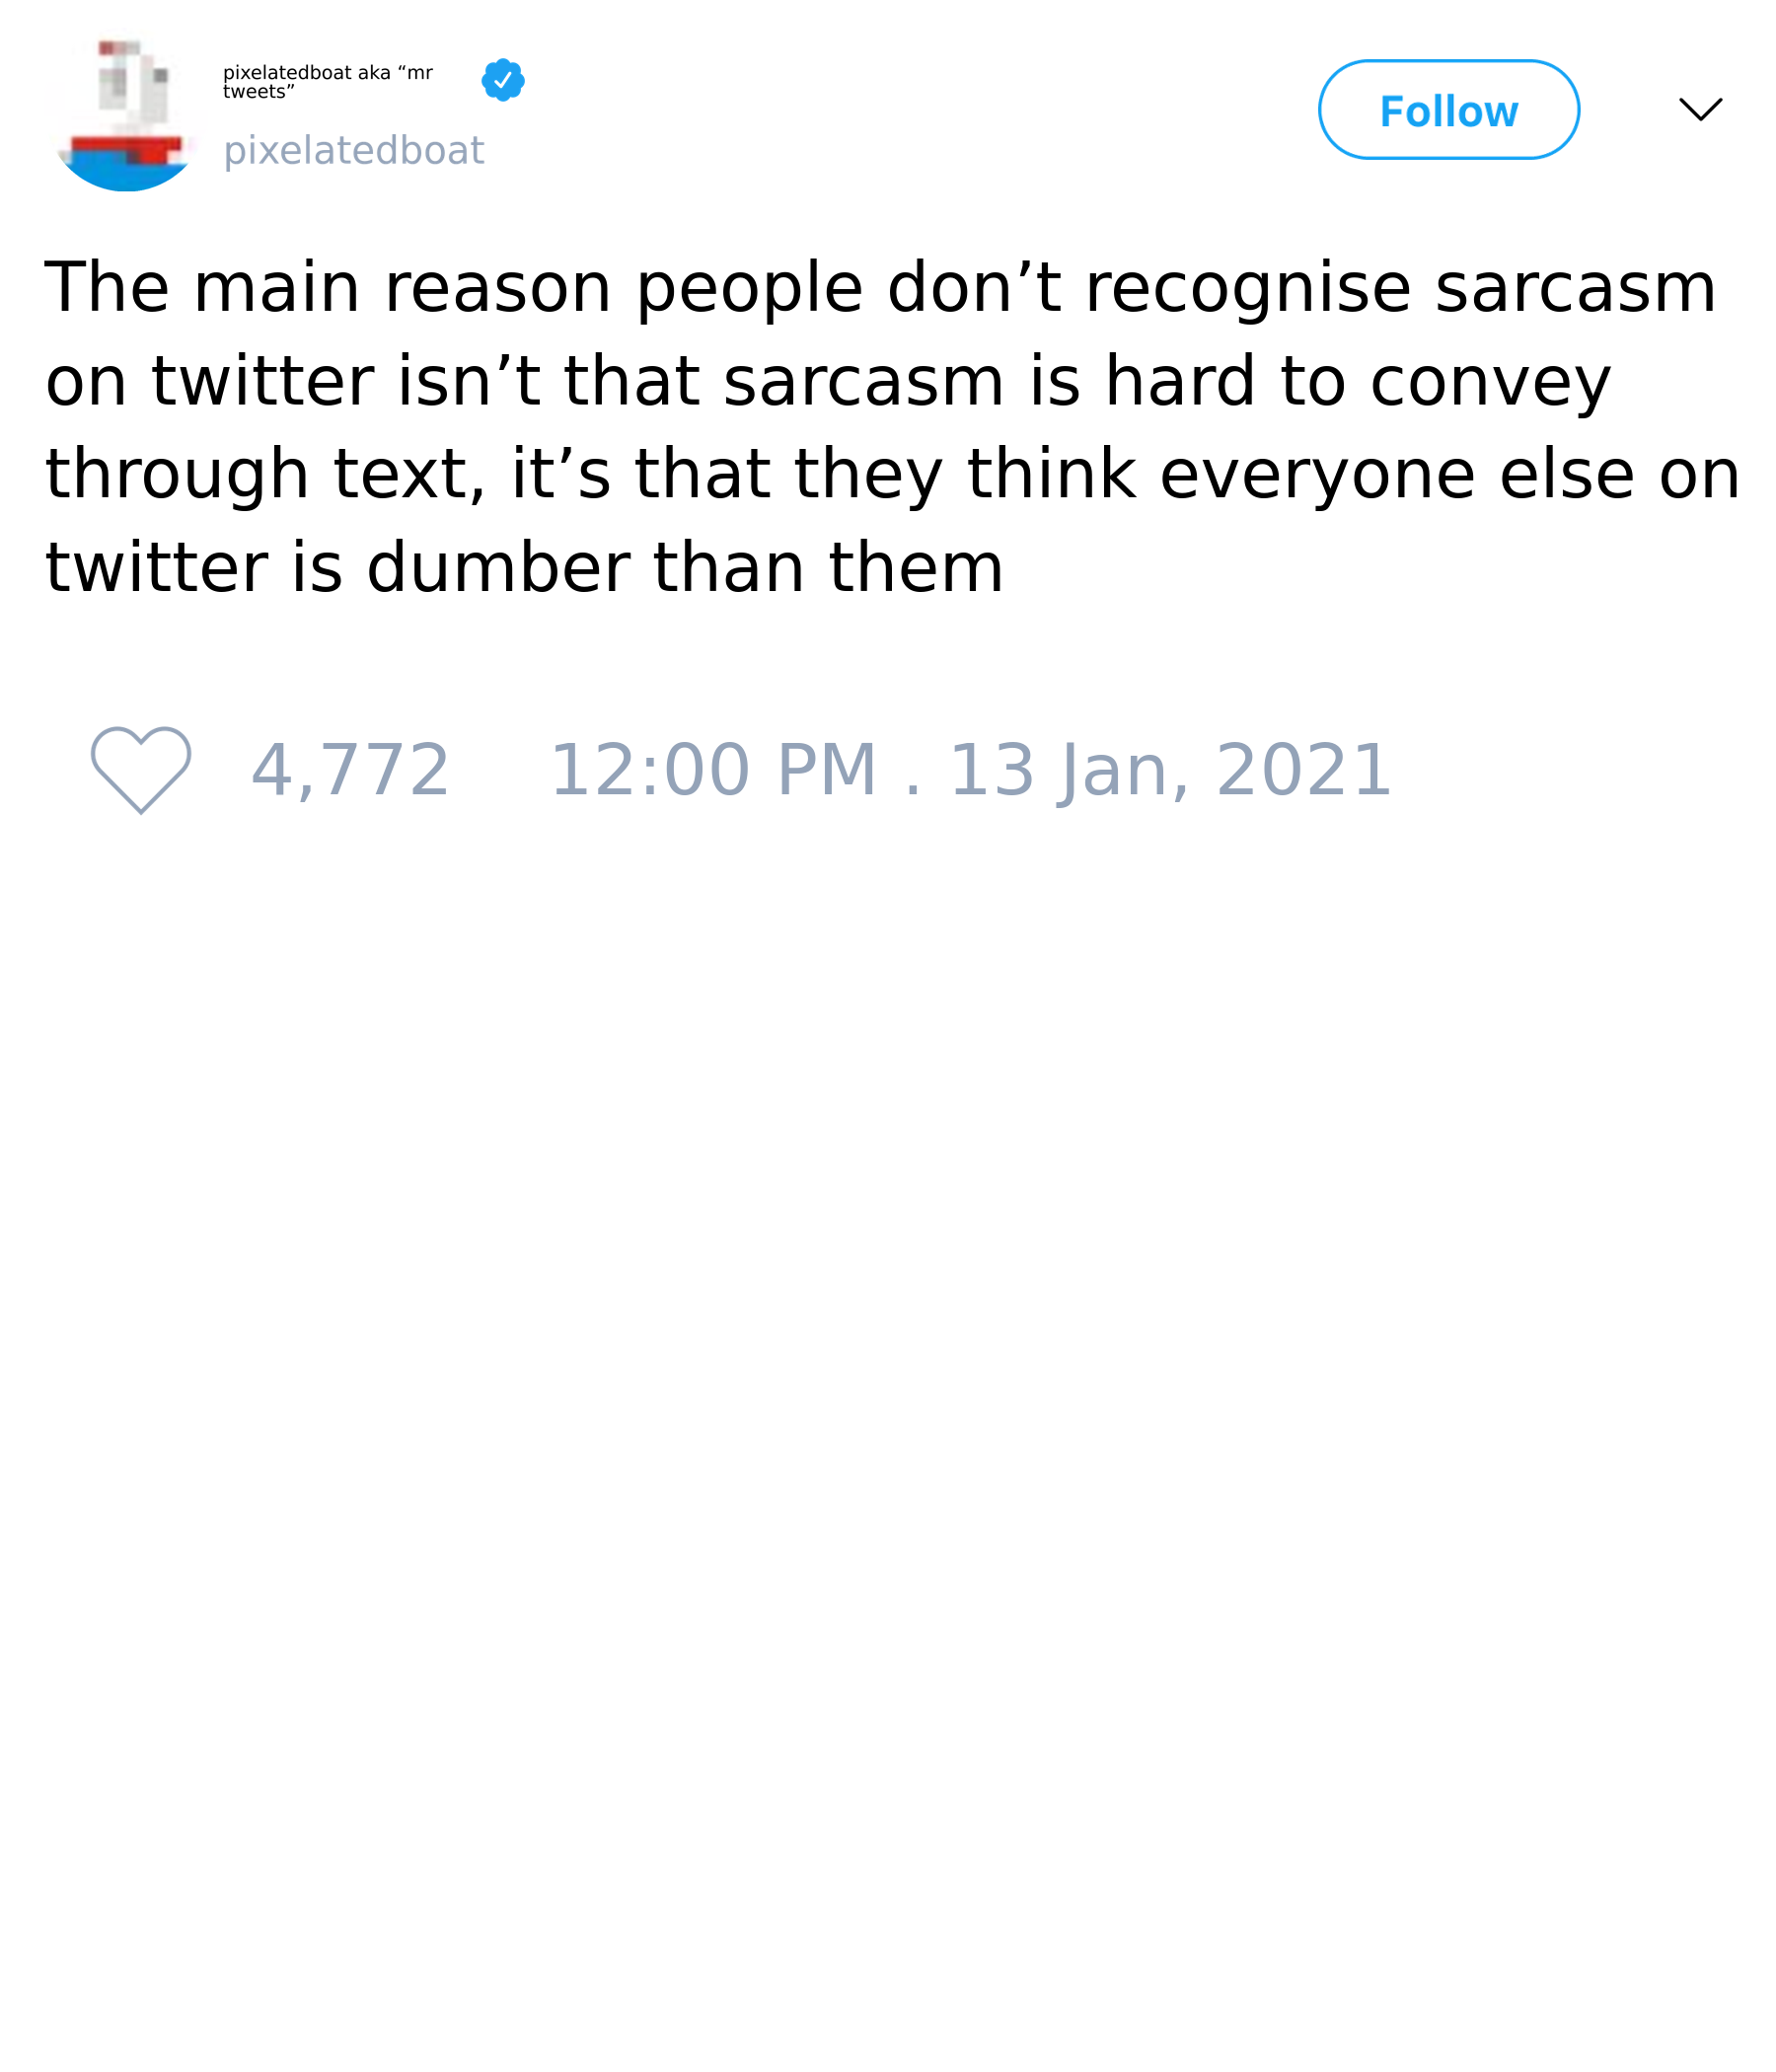 pixelatedboat aka “mr
tweets”
pixelatedboat
Follow
The main reason people don’t recognise sarcasm
on twitter isn’t that sarcasm is hard to convey
through text, it’s that they think everyone else on
twitter is dumber than them
4,772 12:00 PM . 13 Jan, 2021